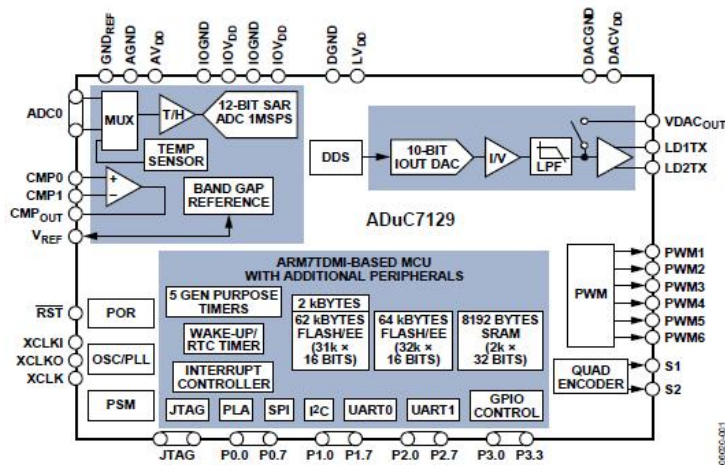 GNDREF
AGND
AVDD
IOGND
IOVDD
IOGND
IOVDD
DGND
LVDD
DACGND
DACVDD
ADC0
MUX
T/H
12-BIT SAR
ADC 1MSPS
TEMP
SENSOR
CMP0
CMP1
CMPOUT
VREF
+
−
BAND GAP
REFERENCE
DDS
10-BIT
IOUT DAC
I/V
LPF
VDACOUT
LD1TX
LD2TX
ADuC7129
ARM7TDMI-BASED MCU
WITH ADDITIONAL PERIPHERALS
RST
XCLKI
XCLKO
XCLK
POR
OSC/PLL
PSM
5 GEN PURPOSE
TIMERS
WAKE-UP/
RTC TIMER
INTERRUPT
CONTROLLER
2 kBYTES
62 kBYTES
FLASH/EE
(31k ×
16 BITS)
64 kBYTES
FLASH/EE
(32k ×
16 BITS)
8192 BYTES
SRAM
(2k ×
32 BITS)
JTAG
PLA
SPI
I2C
UART0
UART1
GPIO
CONTROL
PWM
PWM1
PWM2
PWM3
PWM4
PWM5
PWM6
QUAD
ENCODER
S1
S2
JTAG
P0.0
P0.7
P1.0
P1.7
P2.0
P2.7
P3.0
P3.3